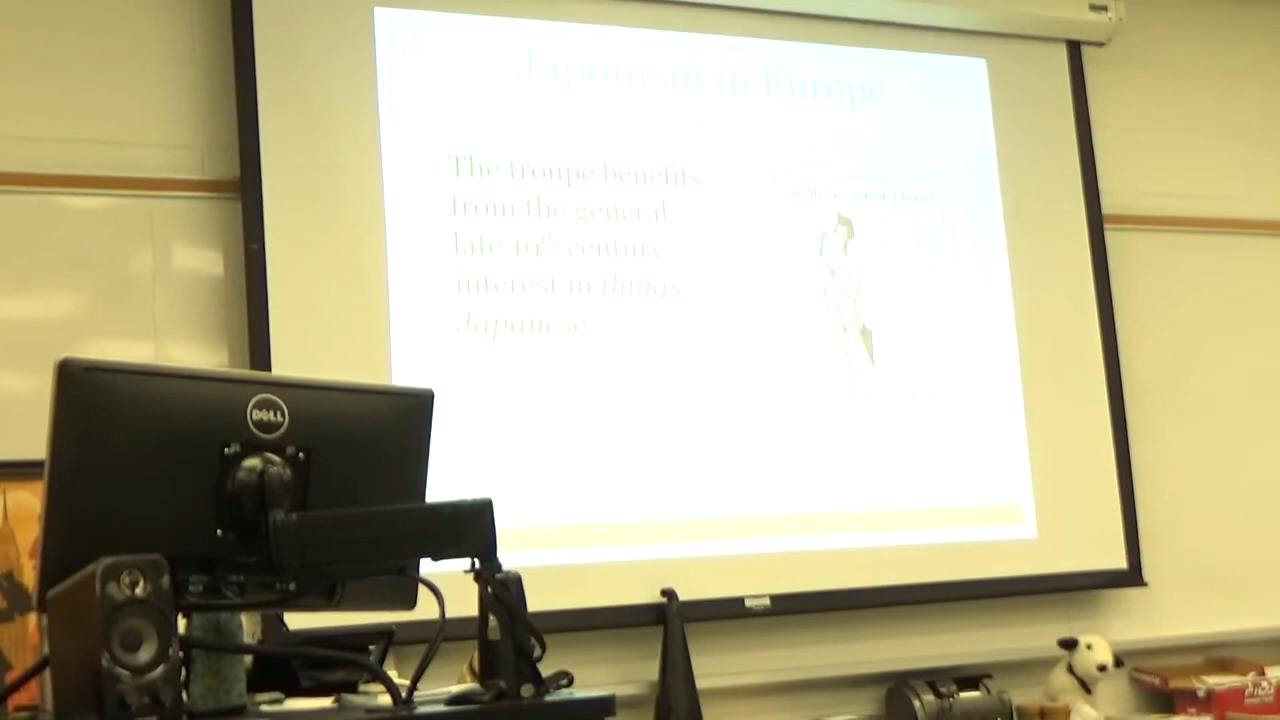 Japonism in Europe
The troupe benefits
from the general
late 19th century
interest in things
Japanese
DELL